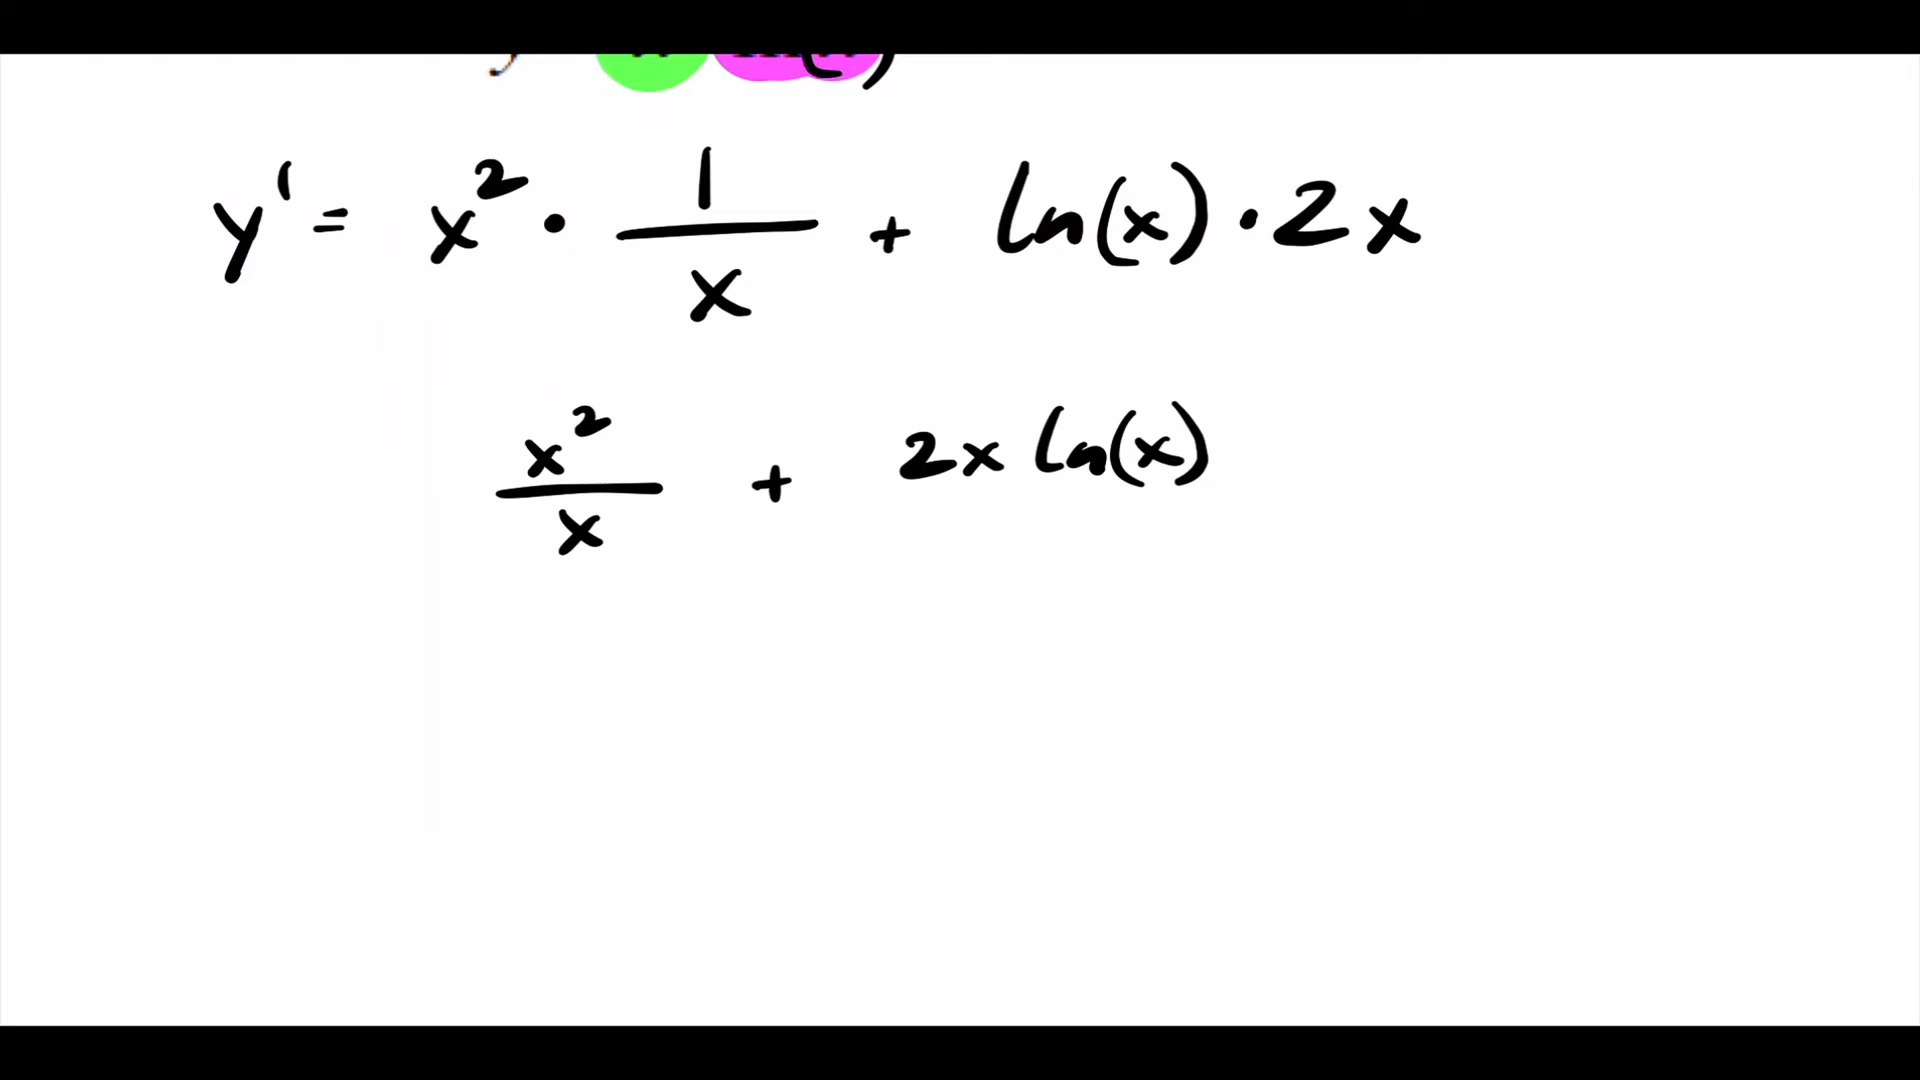 y' = x² · 1/x + ln(x) · 2x
x²/x + 2x ln(x)